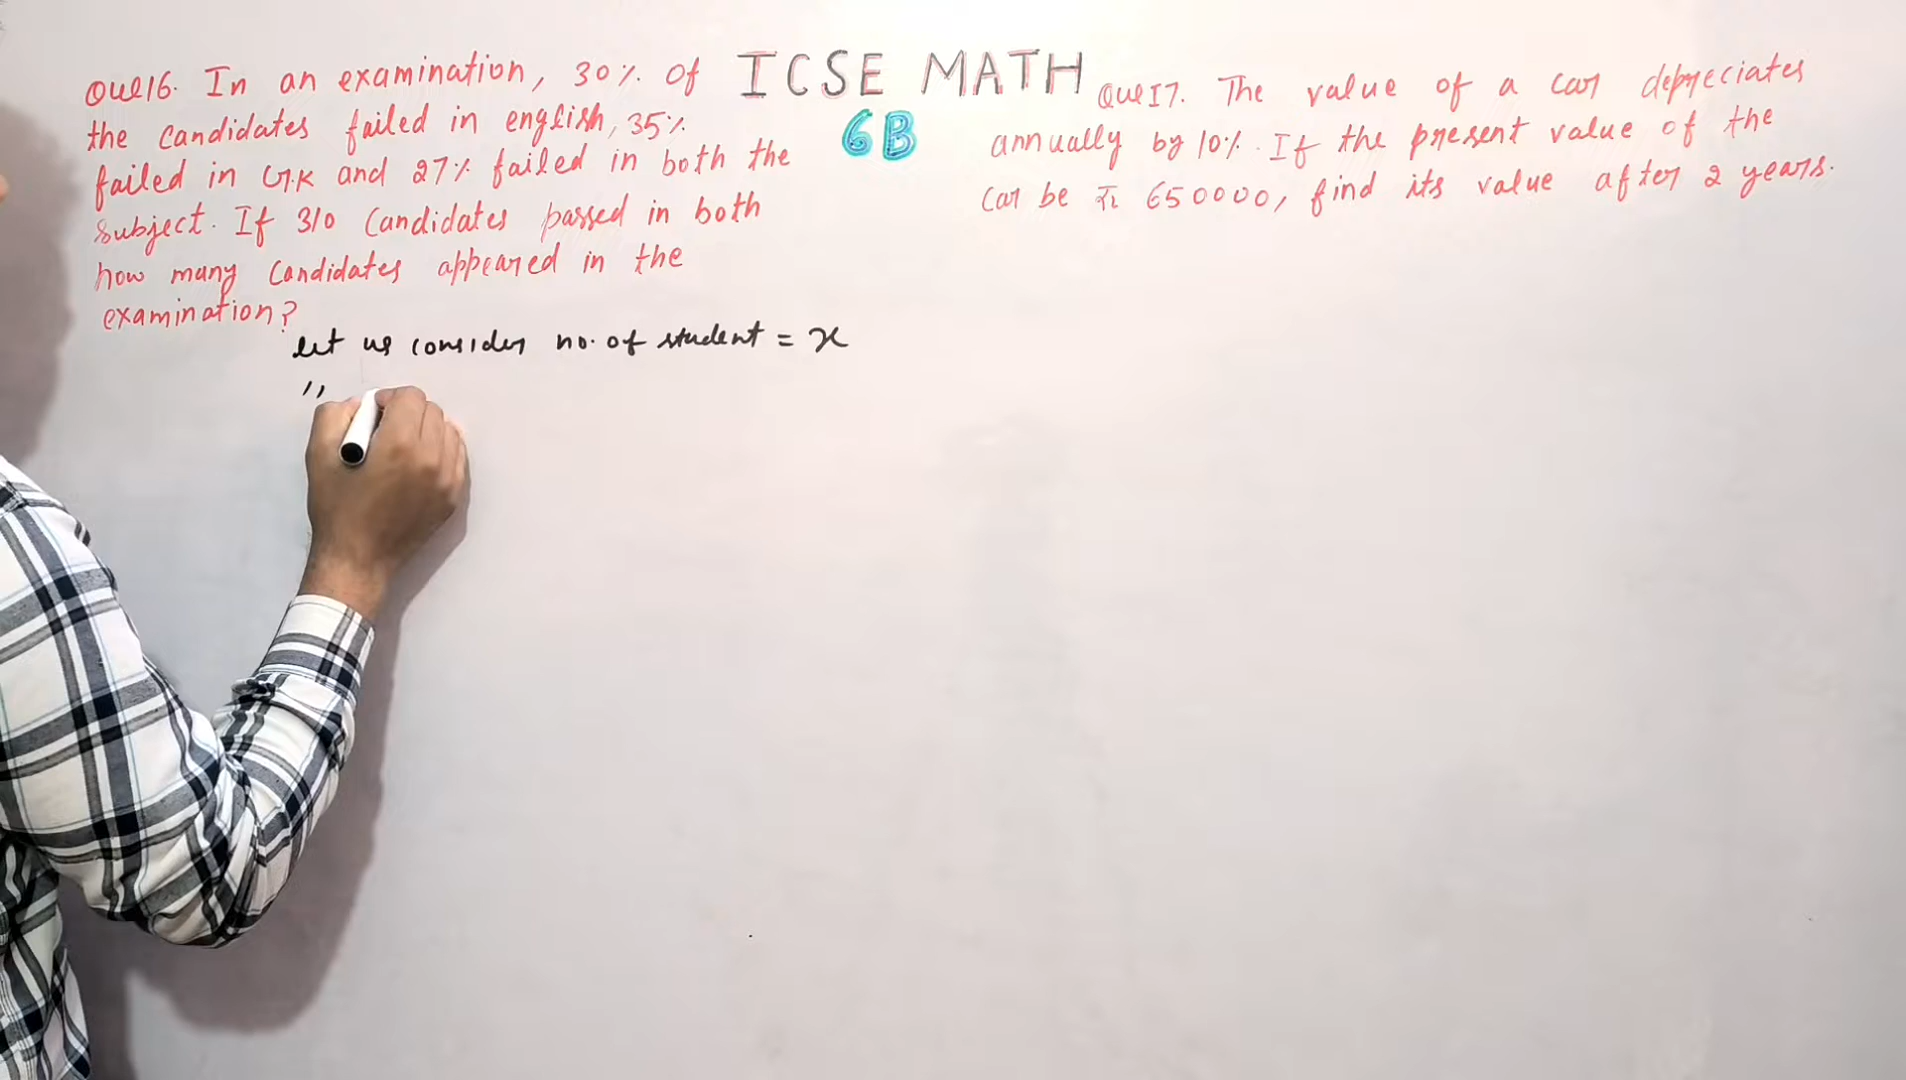 ICSE MATH
6B
Que16. In an examination, 30% of
the candidates failed in english, 35%
failed in G.K and 27% failed in both the
subject. If 310 candidates passed in both
how many candidates appeared in the
examination?
let us consider no. of student = x
"
Que17. The value of a car depreciates
annually by 10%. If the present value of the
car be ₹ 650000, find its value after 2 years.